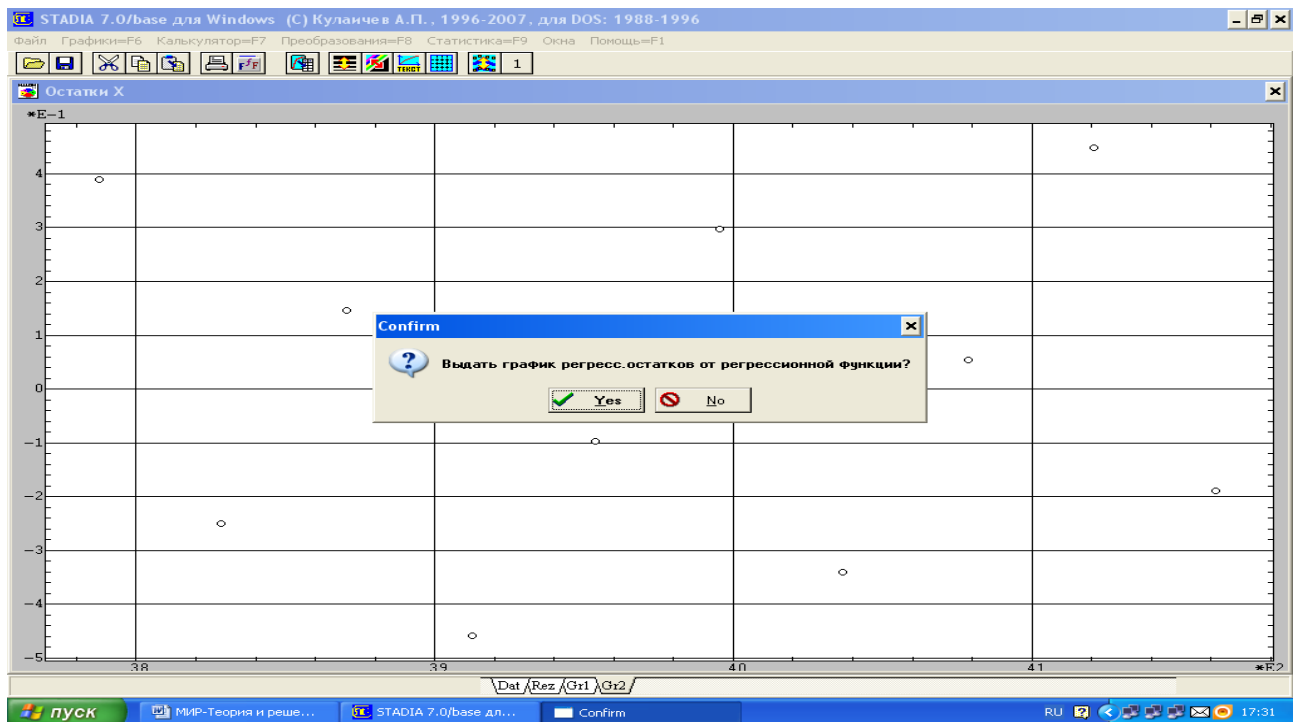 STADIA 7.0/base для Windows (C) Кулаичев А.П., 1996-2007, для DOS: 1988-1996
Файл Графики=F6 Калькулятор=F7 Преобразования=F8 Статистика=F9 Окна Помощь=F1
ТЕКСТ 1
Остатки X
*E-1
4
3
2
1
0
-1
-2
-3
-4
-5
38 39 40 41 *E2
Confirm
Выдать график регресс.остатков от регрессионной функции?
Yes No
Dat Rez Gr1 Gr2
пуск МИР-Теория и реше... STADIA 7.0/base дл... Confirm RU 17:31